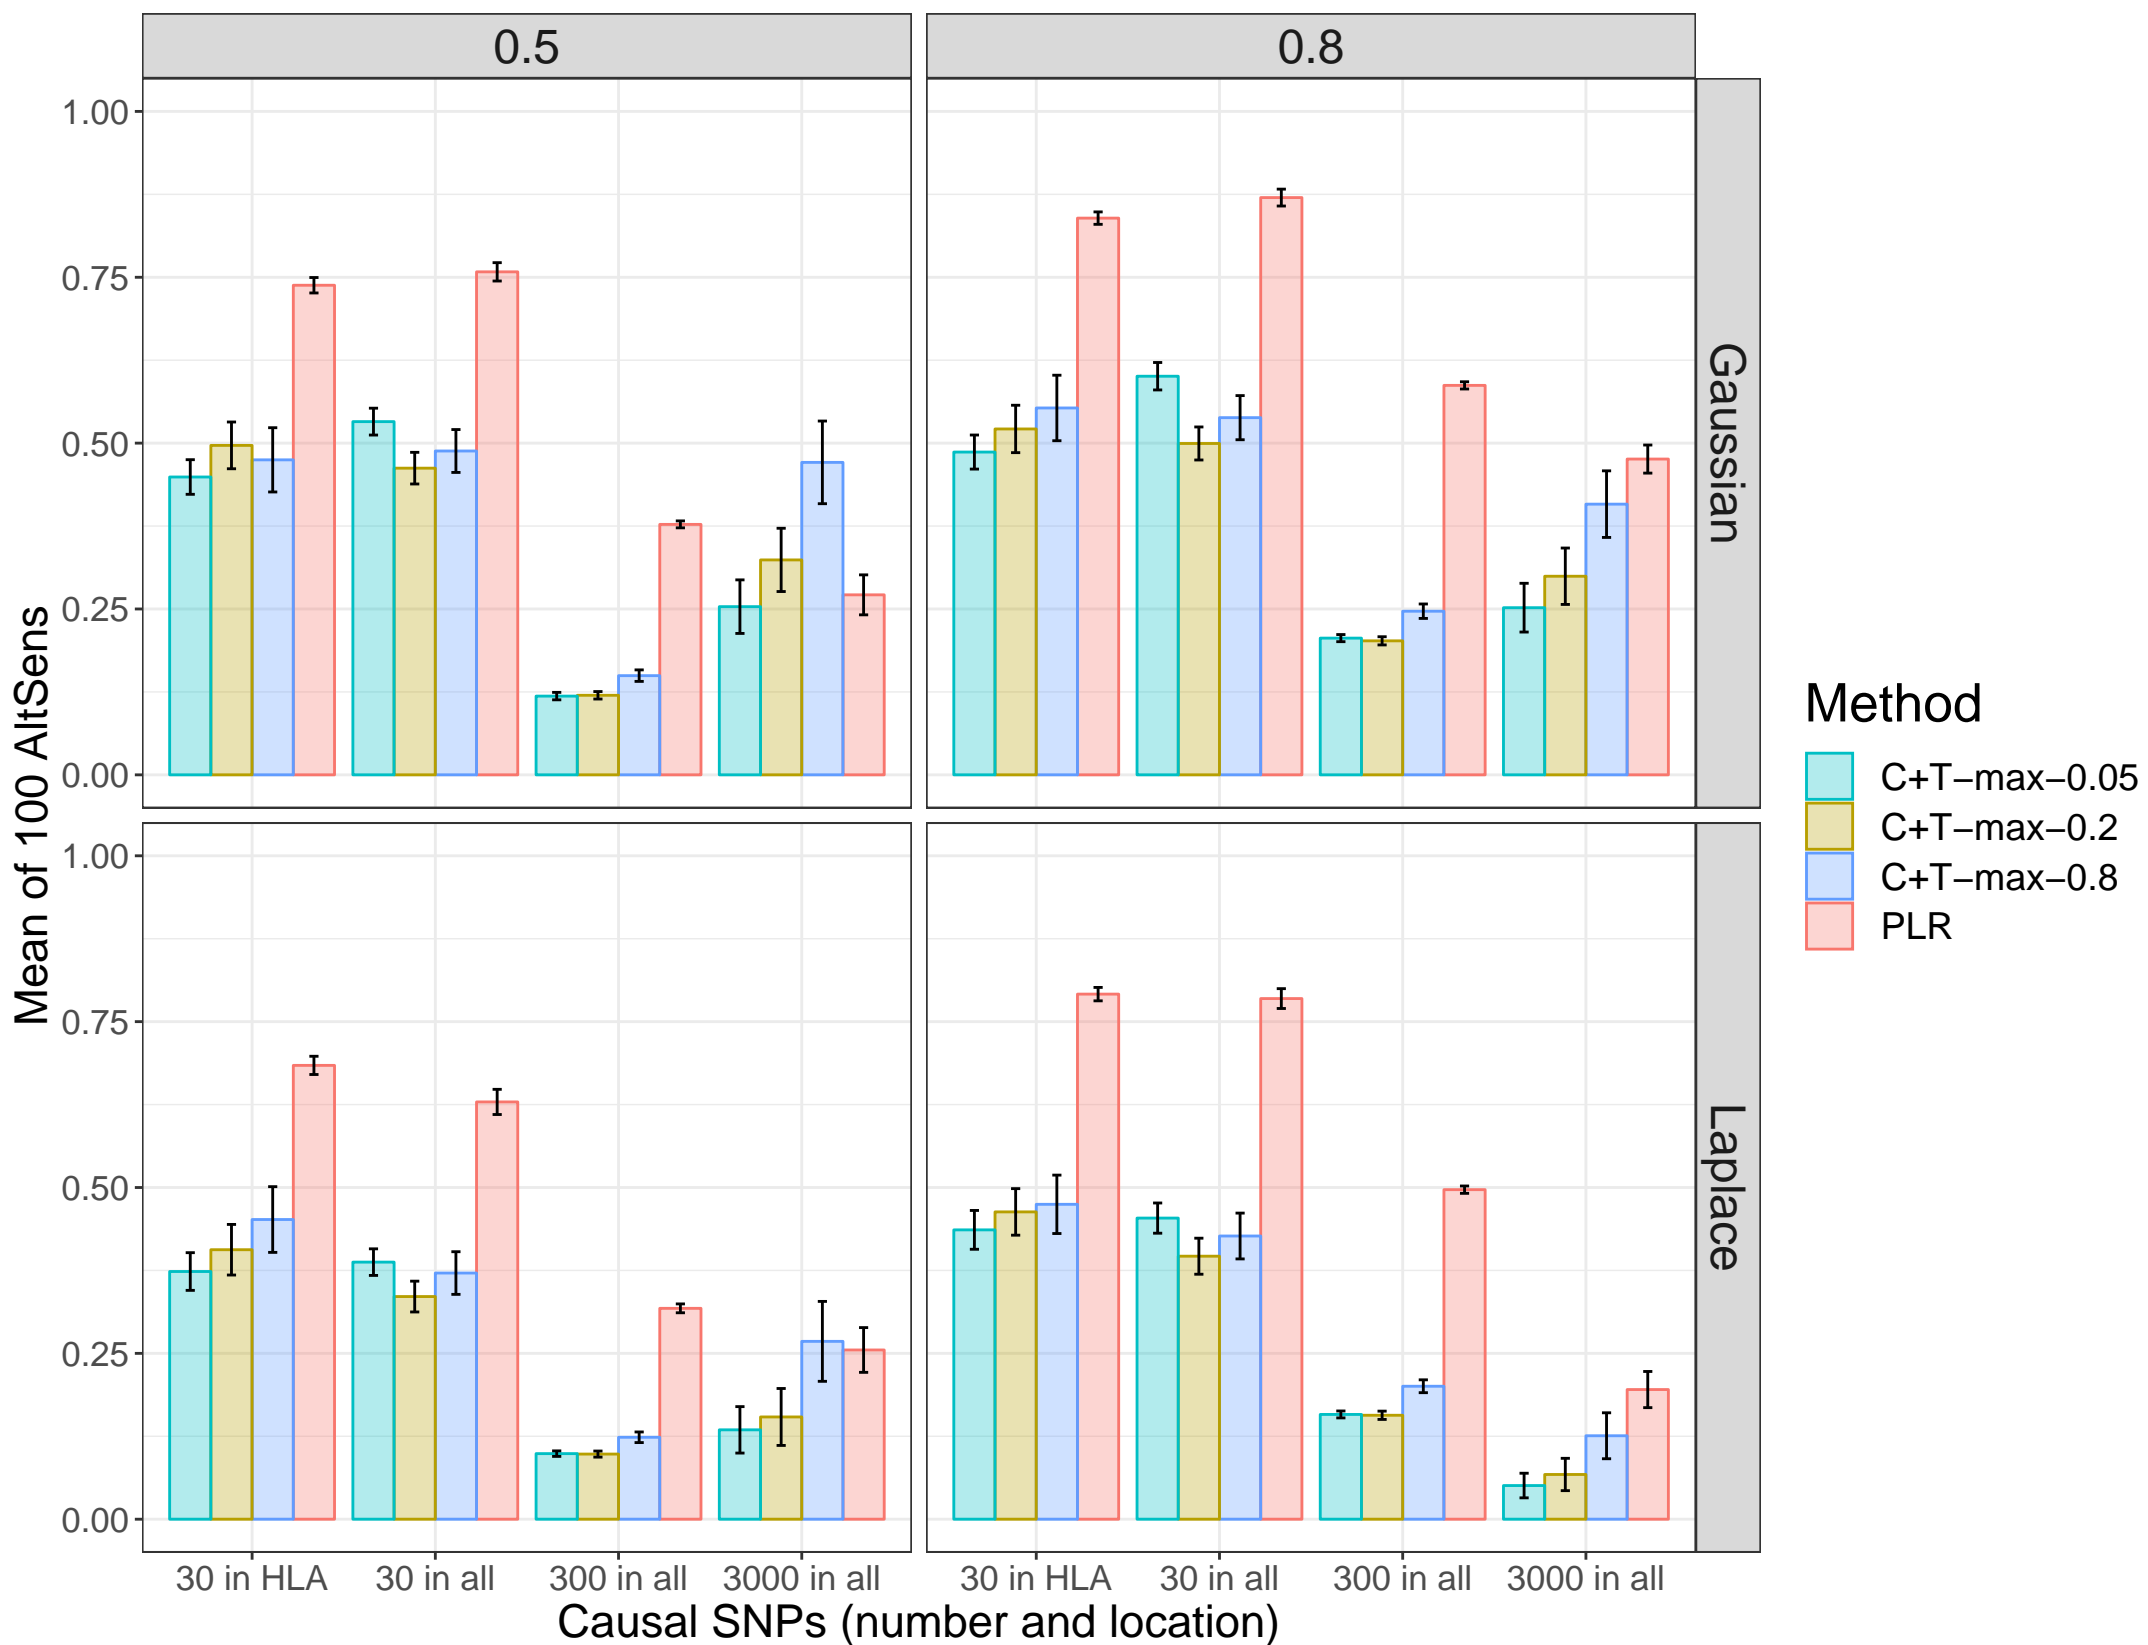 0.5
0.8
1.00
0.75
0.50
0.25
0.00
Gaussian
1.00
0.75
0.50
0.25
0.00
Laplace
Mean of 100 AltSens
30 in HLA
30 in all
300 in all
3000 in all
30 in HLA
30 in all
300 in all
3000 in all
Causal SNPs (number and location)
Method
C+T−max−0.05
C+T−max−0.2
C+T−max−0.8
PLR